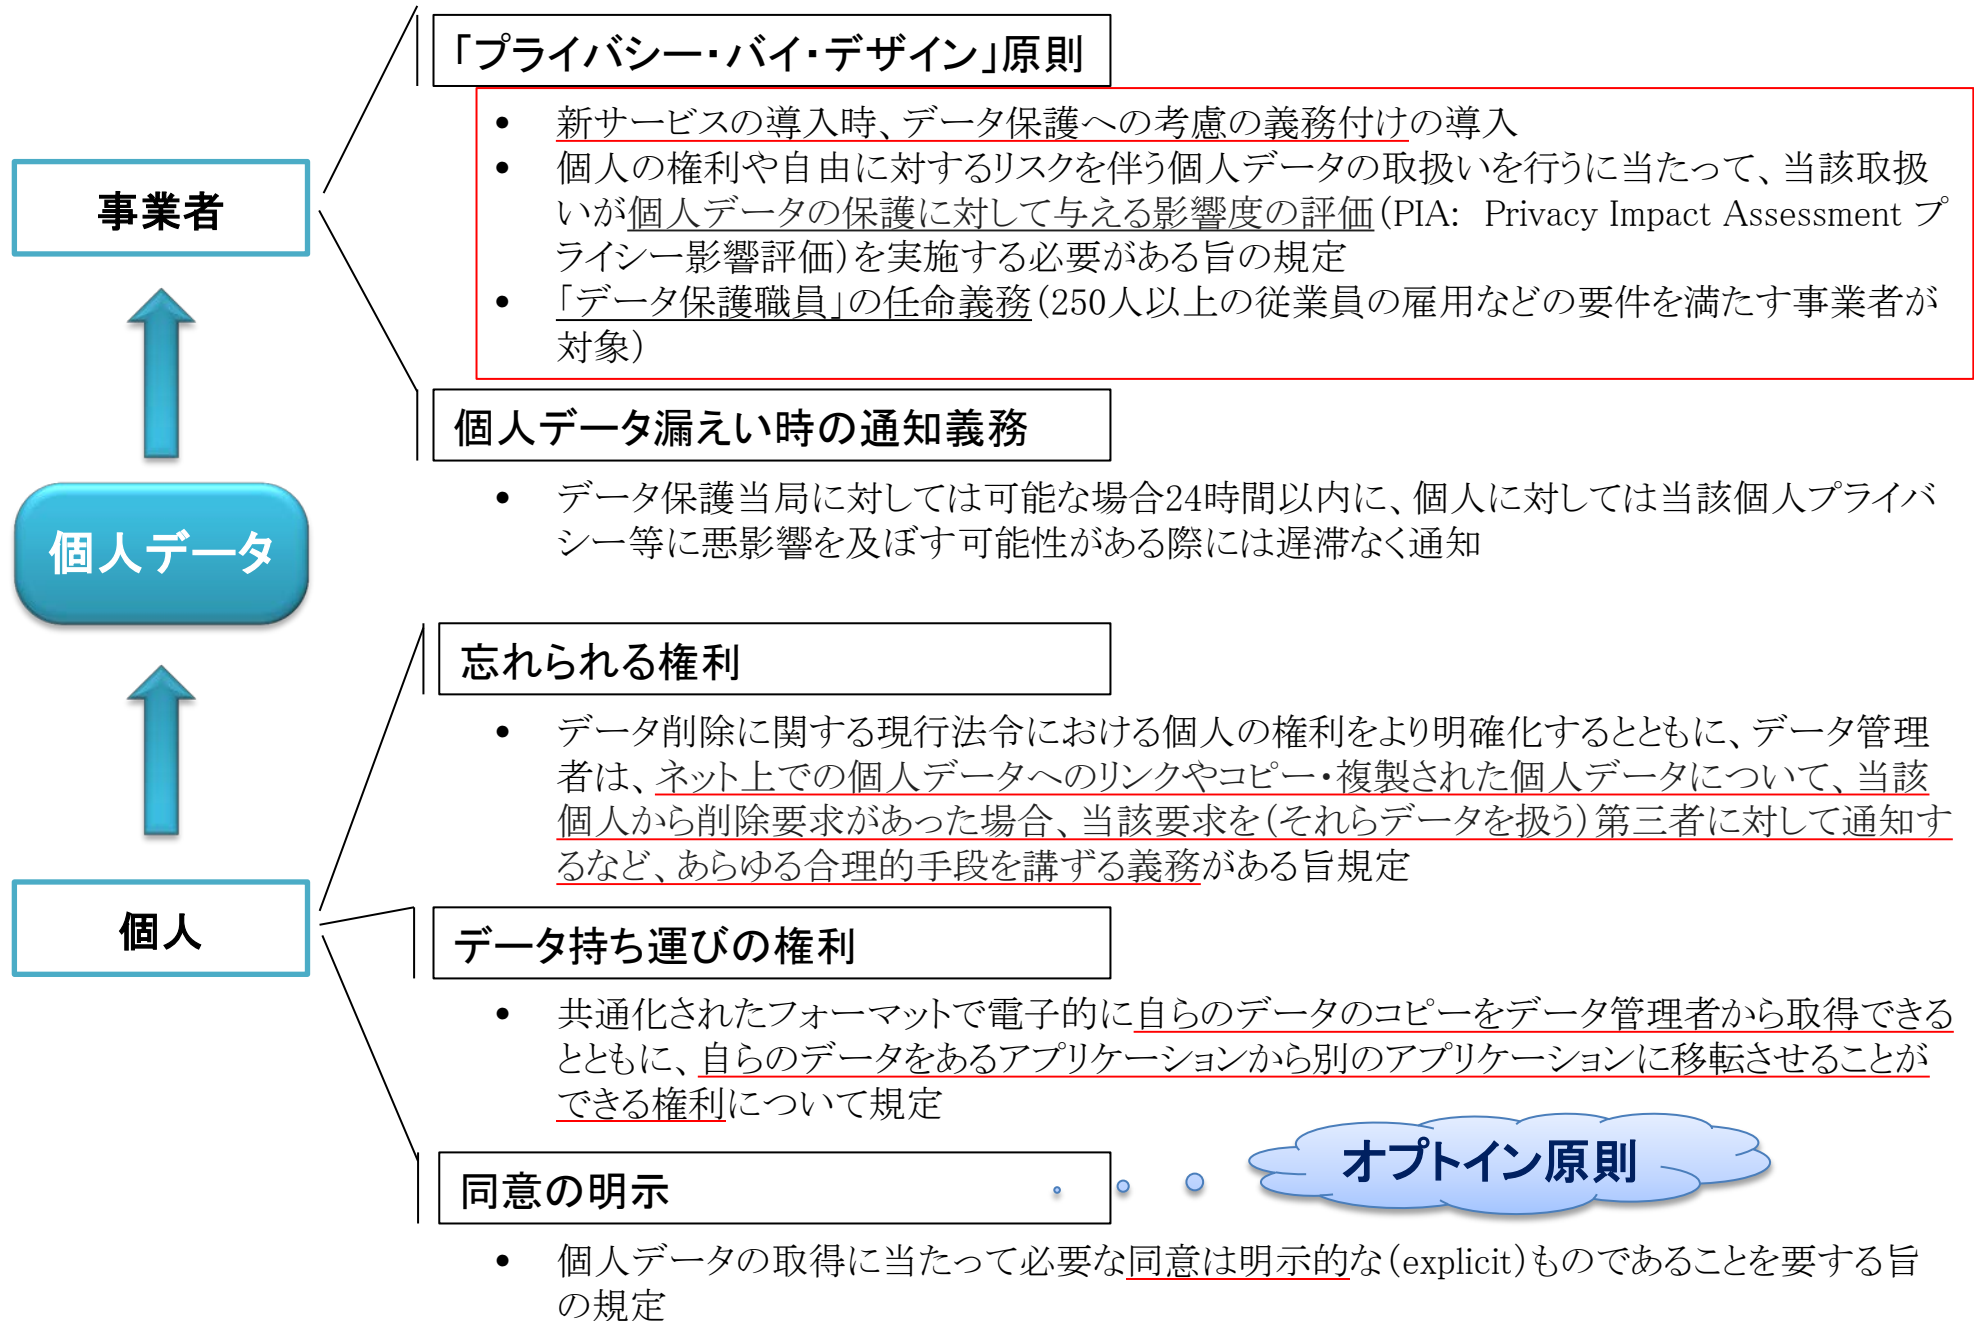 「プライバシー・バイ・デザイン」原則
• 新サービスの導入時、データ保護への考慮の義務付けの導入
• 個人の権利や自由に対するリスクを伴う個人データの取扱いを行うに当たって、当該取扱
いが個人データの保護に対して与える影響度の評価(PIA: Privacy Impact Assessment プ
ライシー影響評価)を実施する必要がある旨の規定
• 「データ保護職員」の任命義務(250人以上の従業員の雇用などの要件を満たす事業者が
対象)
事業者
個人データ漏えい時の通知義務
• データ保護当局に対しては可能な場合24時間以内に、個人に対しては当該個人プライバ
シー等に悪影響を及ぼす可能性がある際には遅滞なく通知
個人データ
忘れられる権利
• データ削除に関する現行法令における個人の権利をより明確化するとともに、データ管理
者は、ネット上での個人データへのリンクやコピー・複製された個人データについて、当該
個人から削除要求があった場合、当該要求を(それらデータを扱う)第三者に対して通知す
るなど、あらゆる合理的手段を講ずる義務がある旨規定
個人
データ持ち運びの権利
• 共通化されたフォーマットで電子的に自らのデータのコピーをデータ管理者から取得できる
とともに、自らのデータをあるアプリケーションから別のアプリケーションに移転させることが
できる権利について規定
オプトイン原則
同意の明示
• 個人データの取得に当たって必要な同意は明示的な(explicit)ものであることを要する旨
の規定